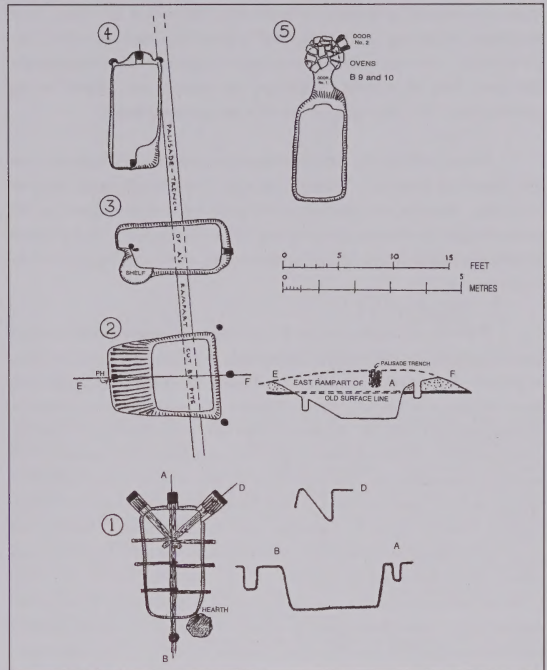 4
5
DOOR
No. 2
OVENS
B 9 and 10
DOOR
No. 1
PALISADE - TRENCH
OF A's
RAMPART
CUT BY PITS
3
SHELF
0 5 10 15
FEET
0 5
METRES
2
PH
E
F
E
PALISADE TRENCH
F
EAST RAMPART OF A
OLD SURFACE LINE
1
A
D
HEARTH
B
D
B
A